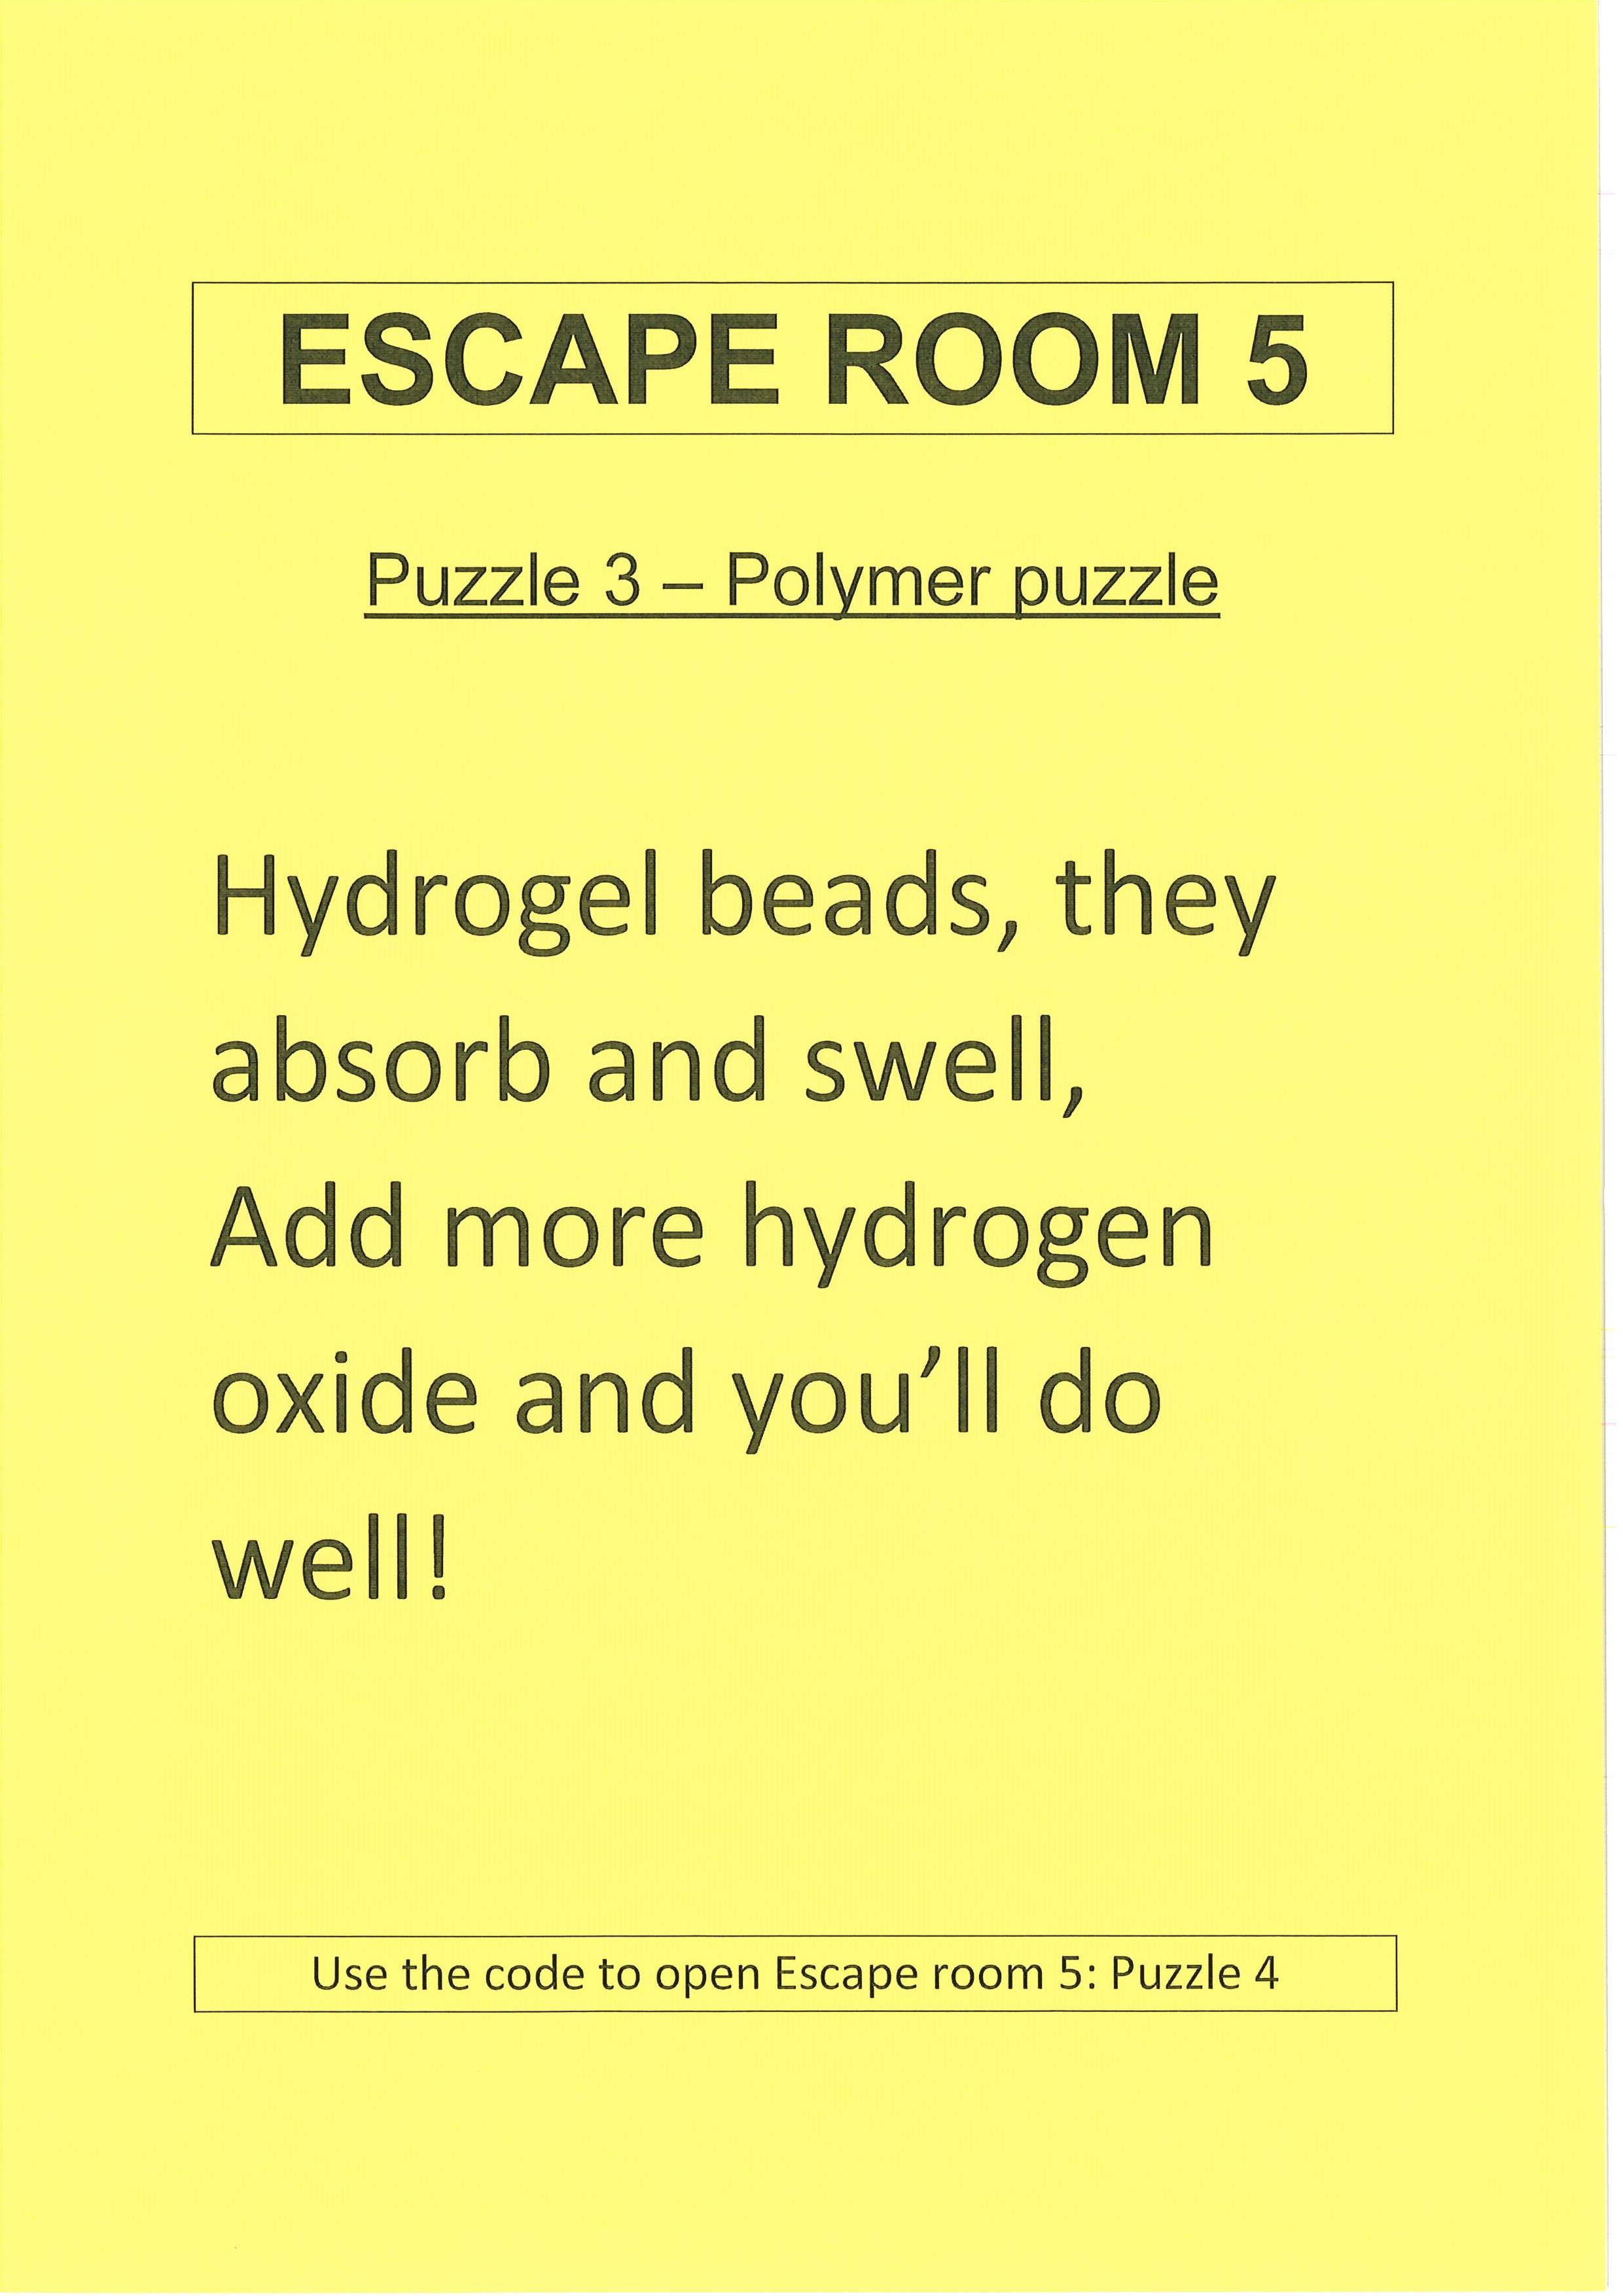 ESCAPE ROOM 5
Puzzle 3 – Polymer puzzle
Hydrogel beads, they
absorb and swell,
Add more hydrogen
oxide and you’ll do
well!
Use the code to open Escape room 5: Puzzle 4